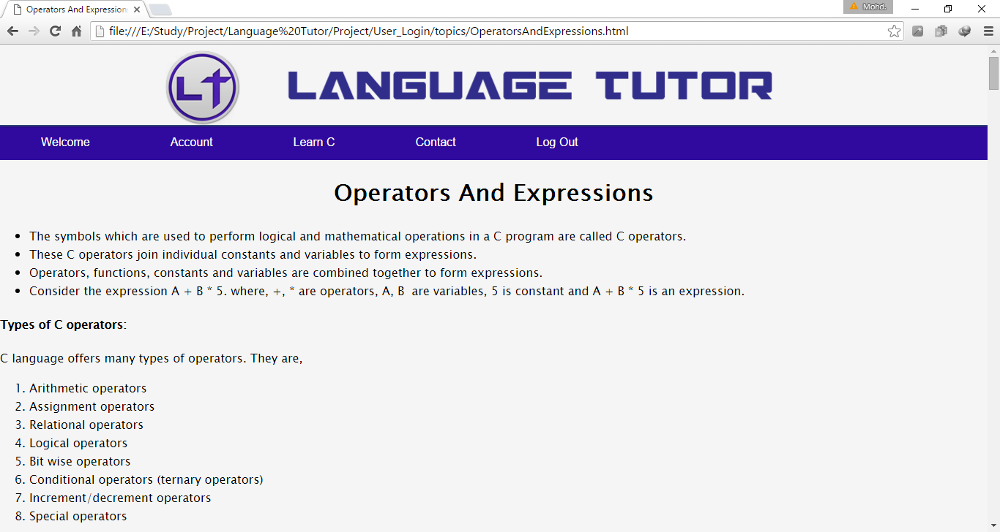 Operators And Expression
Mohd.
file:///E:/Study/Project/Language%20Tutor/Project/User_Login/topics/OperatorsAndExpressions.html
LT LANGUAGE TUTOR
Welcome Account Learn C Contact Log Out
Operators And Expressions
• The symbols which are used to perform logical and mathematical operations in a C program are called C operators.
• These C operators join individual constants and variables to form expressions.
• Operators, functions, constants and variables are combined together to form expressions.
• Consider the expression A + B * 5. where, +, * are operators, A, B  are variables, 5 is constant and A + B * 5 is an expression.
Types of C operators:
C language offers many types of operators. They are,
1. Arithmetic operators
2. Assignment operators
3. Relational operators
4. Logical operators
5. Bit wise operators
6. Conditional operators (ternary operators)
7. Increment/decrement operators
8. Special operators